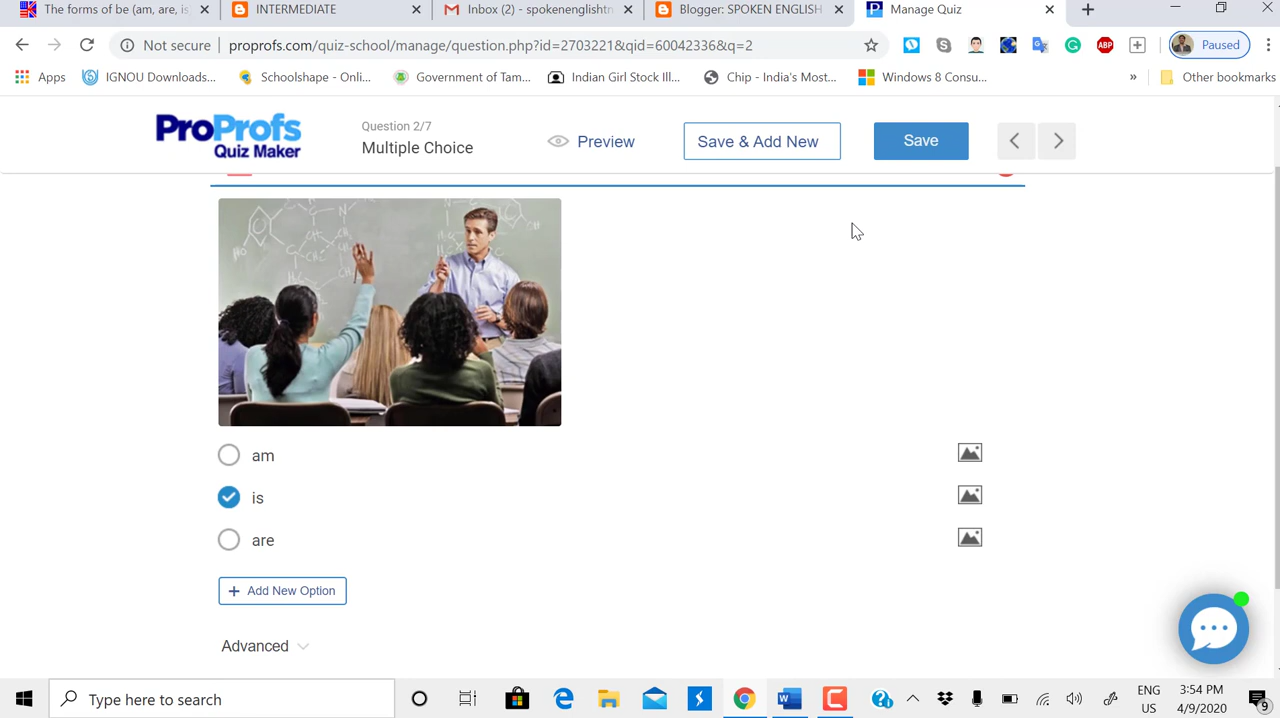 The forms of be (am, are, is,
INTERMEDIATE
Inbox (2) - spokenenglishtn
Blogger: SPOKEN ENGLISH
Manage Quiz
Not secure | proprofs.com/quiz-school/manage/question.php?id=2703221&qid=60042336&q=2
ABP
Paused
Apps
IGNOU Downloads...
Schoolshape - Onli...
Government of Tam...
Indian Girl Stock Ill...
Chip - India's Most...
Windows 8 Consu...
»
Other bookmarks
ProProfs
Quiz Maker
Question 2/7
Multiple Choice
Preview
Save & Add New
Save
am
is
are
+ Add New Option
Advanced
Type here to search
ENG
US
3:54 PM
4/9/2020
9